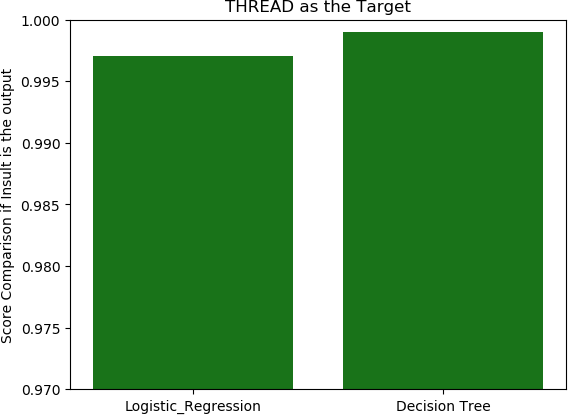 THREAD as the Target
Score Comparison if Insult is the output
1.000
0.995
0.990
0.985
0.980
0.975
0.970
Logistic_Regression
Decision Tree